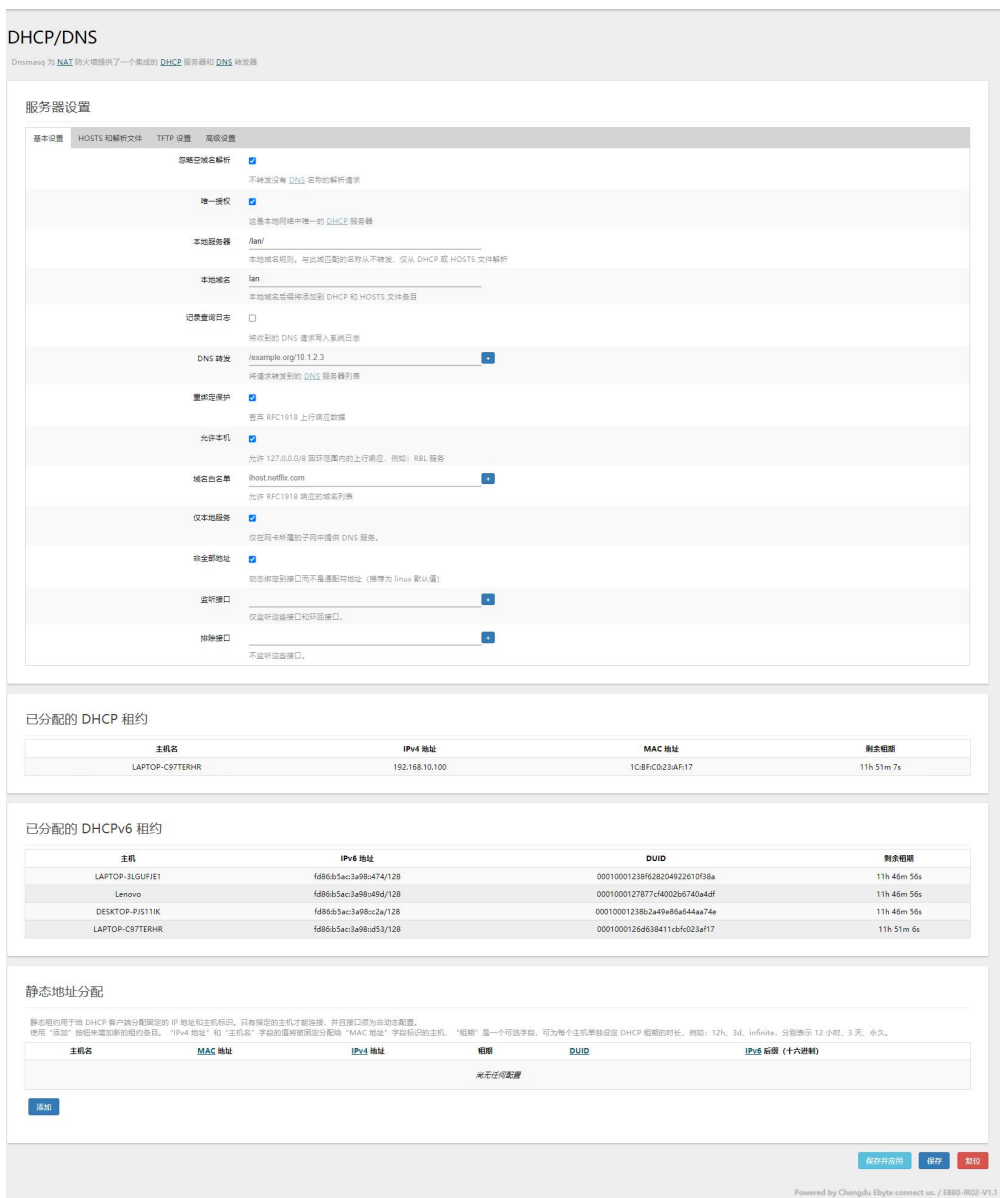 DHCP/DNS
Dnsmasq 为 NAT 防火墙提供了一个集成的 DHCP 服务器和 DNS 转发器
服务器设置
基本设置 HOSTS 和解析文件 TFTP 设置 高级设置
忽略空域名解析
不转发没有 DNS 名称的解析请求
唯一授权
这是本地网络中唯一的 DHCP 服务器
本地服务器 /lan/
本地域名规则。与此域匹配的名称从不转发，仅从 DHCP 或 HOSTS 文件解析
本地域名 lan
本地域名后缀将添加到 DHCP 和 HOSTS 文件条目
记录查询日志
将收到的 DNS 请求写入系统日志
DNS 转发 /example.org/10.1.2.3 +
将请求转发到的 DNS 服务器列表
重绑定保护
丢弃 RFC1918 上行响应数据
允许本机
允许 127.0.0.0/8 回环范围内的上行响应，例如：RBL 服务
域名白名单 ihost.netflix.com +
允许 RFC1918 响应的域名列表
仅本地服务
仅在网卡所属的子网中提供 DNS 服务。
非全部地址
动态绑定到接口而不是通配符地址（推荐为 linux 默认值）
监听接口 +
仅监听这些接口和环回接口。
排除接口 +
不监听这些接口。
已分配的 DHCP 租约
主机名 IPv4 地址 MAC 地址 剩余租期
LAPTOP-C97TERHR 192.168.10.100 1C:BF:C0:23:AF:17 11h 51m 7s
已分配的 DHCPv6 租约
主机 IPv6 地址 DUID 剩余租期
LAPTOP-3LGUFJE1 fd86:b5ac:3a98::474/128 00010001238f628204922610f38a 11h 46m 56s
Lenovo fd86:b5ac:3a98::49d/128 0001000127877cf4002b6740a4df 11h 46m 56s
DESKTOP-PJS11IK fd86:b5ac:3a98::c2a/128 00010001238b2a49e86a644aa74e 11h 46m 56s
LAPTOP-C97TERHR fd86:b5ac:3a98::d53/128 0001000126d638411cbfc023af17 11h 51m 6s
静态地址分配
静态租约用于给 DHCP 客户端分配固定的 IP 地址和主机标识。只有指定的主机才能连接，并且接口须为非动态配置。
使用“添加”按钮来增加新的租约条目。“IPv4 地址”和“主机名”字段的值将被固定分配给“MAC 地址”字段标识的主机，“租期”是一个可选字段，可为每个主机单独设定 DHCP 租期的时长，例如：12h、3d、infinite，分别表示 12 小时、3 天、永久。
主机名 MAC 地址 IPv4 地址 租期 DUID IPv6 后缀（十六进制）
尚无任何配置
添加
保存并应用 保存 复位
Powered by Chengdu Ebyte connect us. / E880-IR02-V1.1